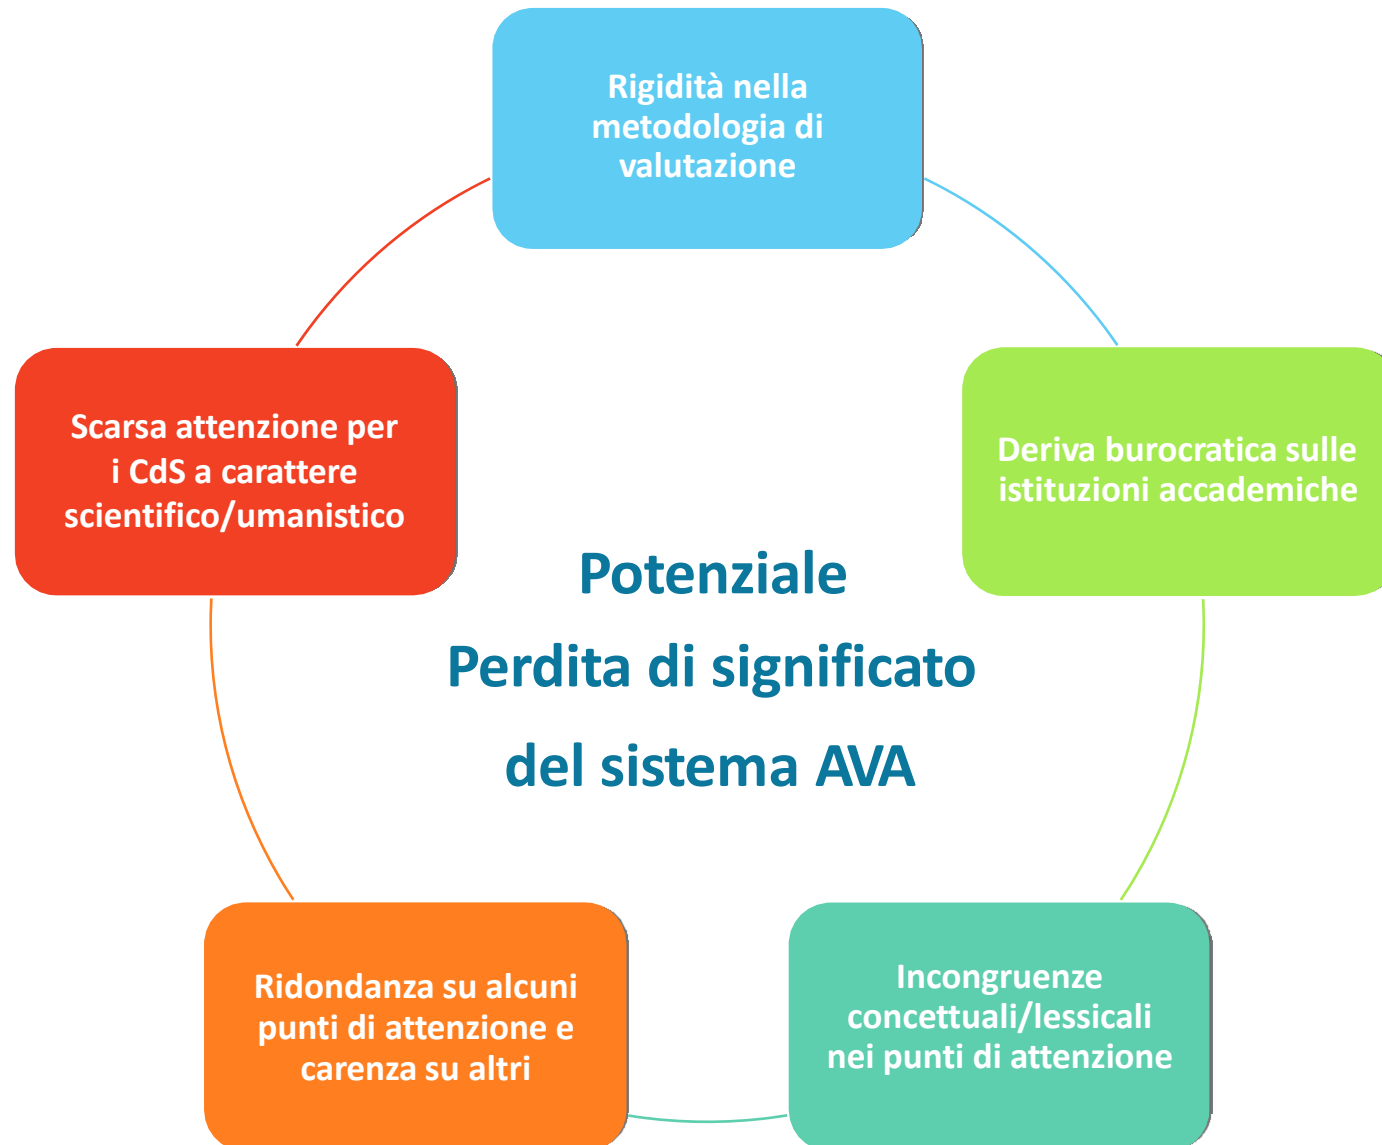 Rigidità nella
metodologia di
valutazione
Scarsa attenzione per
i CdS a carattere
scientifico/umanistico
Deriva burocratica sulle
istituzioni accademiche
Potenziale
Perdita di significato
del sistema AVA
Ridondanza su alcuni
punti di attenzione e
carenza su altri
Incongruenze
concettuali/lessicali
nei punti di attenzione